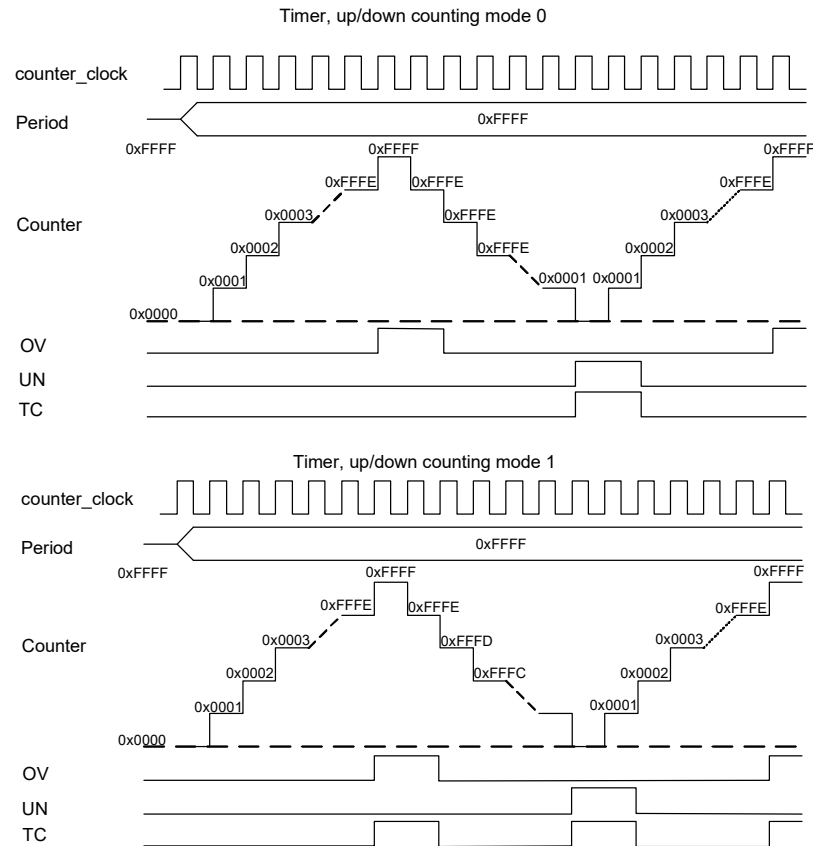 Timer, up/down counting mode 0
counter_clock
Period
0xFFFF
0xFFFF 0xFFFF 0xFFFF
0xFFFE 0xFFFE 0xFFFE
0x0003 0xFFFE 0x0003
Counter
0x0002 0xFFFE 0x0002
0x0001 0x0001 0x0001
0x0000
OV
UN
TC
Timer, up/down counting mode 1
counter_clock
Period
0xFFFF
0xFFFF 0xFFFF 0xFFFF
0xFFFE 0xFFFE 0xFFFE
0x0003 0xFFFD 0x0003
Counter
0x0002 0xFFFC 0x0002
0x0001 0x0001
0x0000
OV
UN
TC